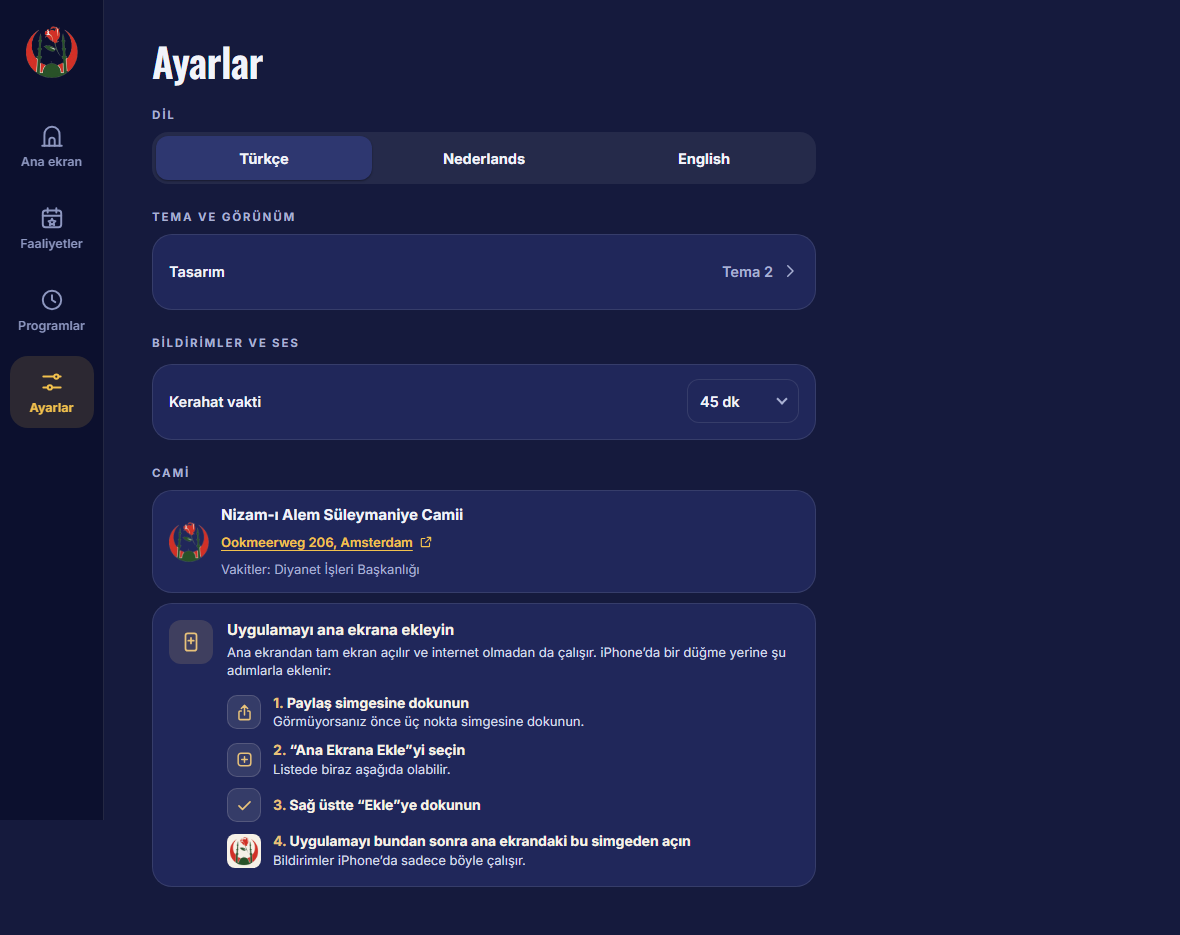 Ayarlar
DİL
Türkçe
Nederlands
English
TEMA VE GÖRÜNÜM
Tasarım
Tema 2
BİLDİRİMLER VE SES
Kerahat vakti
45 dk
CAMİ
Nizam-ı Alem Süleymaniye Camii
Ookmeerweg 206, Amsterdam
Vakitler: Diyanet İşleri Başkanlığı
Uygulamayı ana ekrana ekleyin
Ana ekrandan tam ekran açılır ve internet olmadan da çalışır. iPhone’da bir düğme yerine şu
adımlarla eklenir:
1. Paylaş simgesine dokunun
Görmüyorsanız önce üç nokta simgesine dokunun.
2. “Ana Ekrana Ekle”yi seçin
Listede biraz aşağıda olabilir.
3. Sağ üstte “Ekle”ye dokunun
4. Uygulamayı bundan sonra ana ekrandaki bu simgeden açın
Bildirimler iPhone’da sadece böyle çalışır.
Ana ekran
Faaliyetler
Programlar
Ayarlar